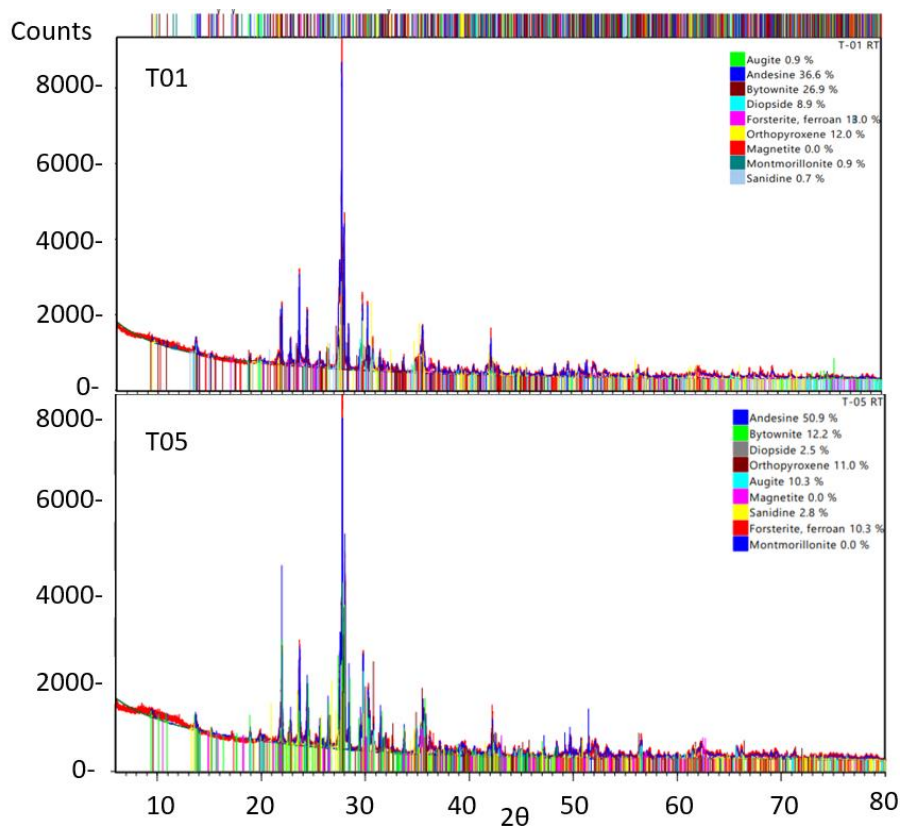 Counts
T-01 RT
T01
8000-
6000-
4000-
2000-
0-
Augite 0.9 %
Andesine 36.6 %
Bytownite 26.9 %
Diopside 8.9 %
Forsterite, ferroan 13.0 %
Orthopyroxene 12.0 %
Magnetite 0.0 %
Montmorillonite 0.9 %
Sanidine 0.7 %
T-05 RT
T05
8000-
6000-
4000-
2000-
0-
Andesine 50.9 %
Bytownite 12.2 %
Diopside 2.5 %
Orthopyroxene 11.0 %
Augite 10.3 %
Magnetite 0.0 %
Sanidine 2.8 %
Forsterite, ferroan 10.3 %
Montmorillonite 0.0 %
10 20 30 40 50 60 70 80
2θ